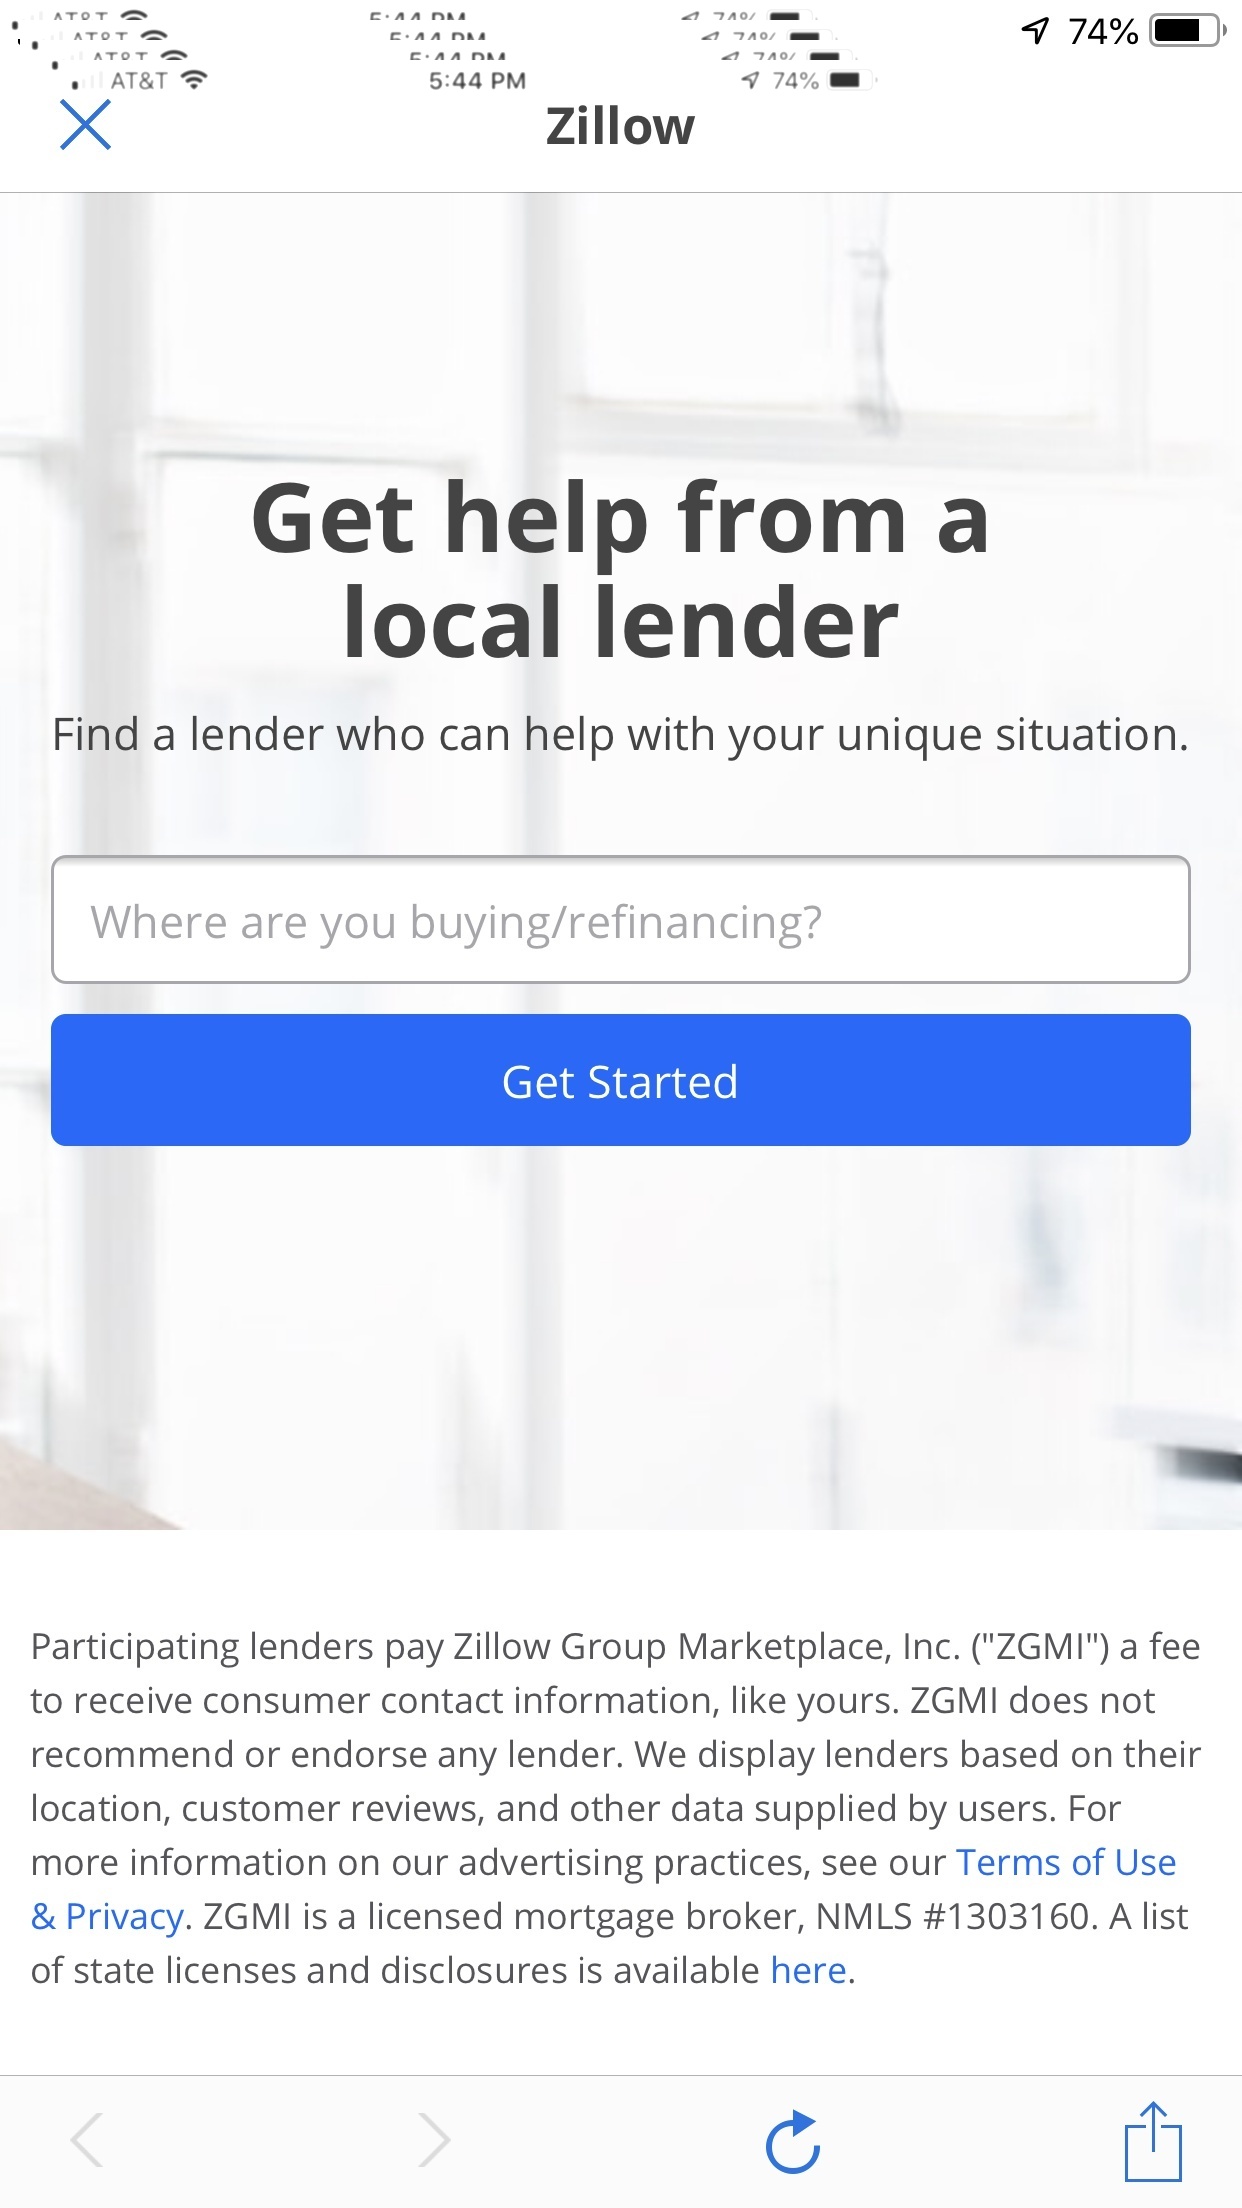 74%
AT&T 5:44 PM 74%
Zillow
Get help from a
local lender
Find a lender who can help with your unique situation.
Where are you buying/refinancing?
Get Started
Participating lenders pay Zillow Group Marketplace, Inc. ("ZGMI") a fee
to receive consumer contact information, like yours. ZGMI does not
recommend or endorse any lender. We display lenders based on their
location, customer reviews, and other data supplied by users. For
more information on our advertising practices, see our Terms of Use
& Privacy. ZGMI is a licensed mortgage broker, NMLS #1303160. A list
of state licenses and disclosures is available here.